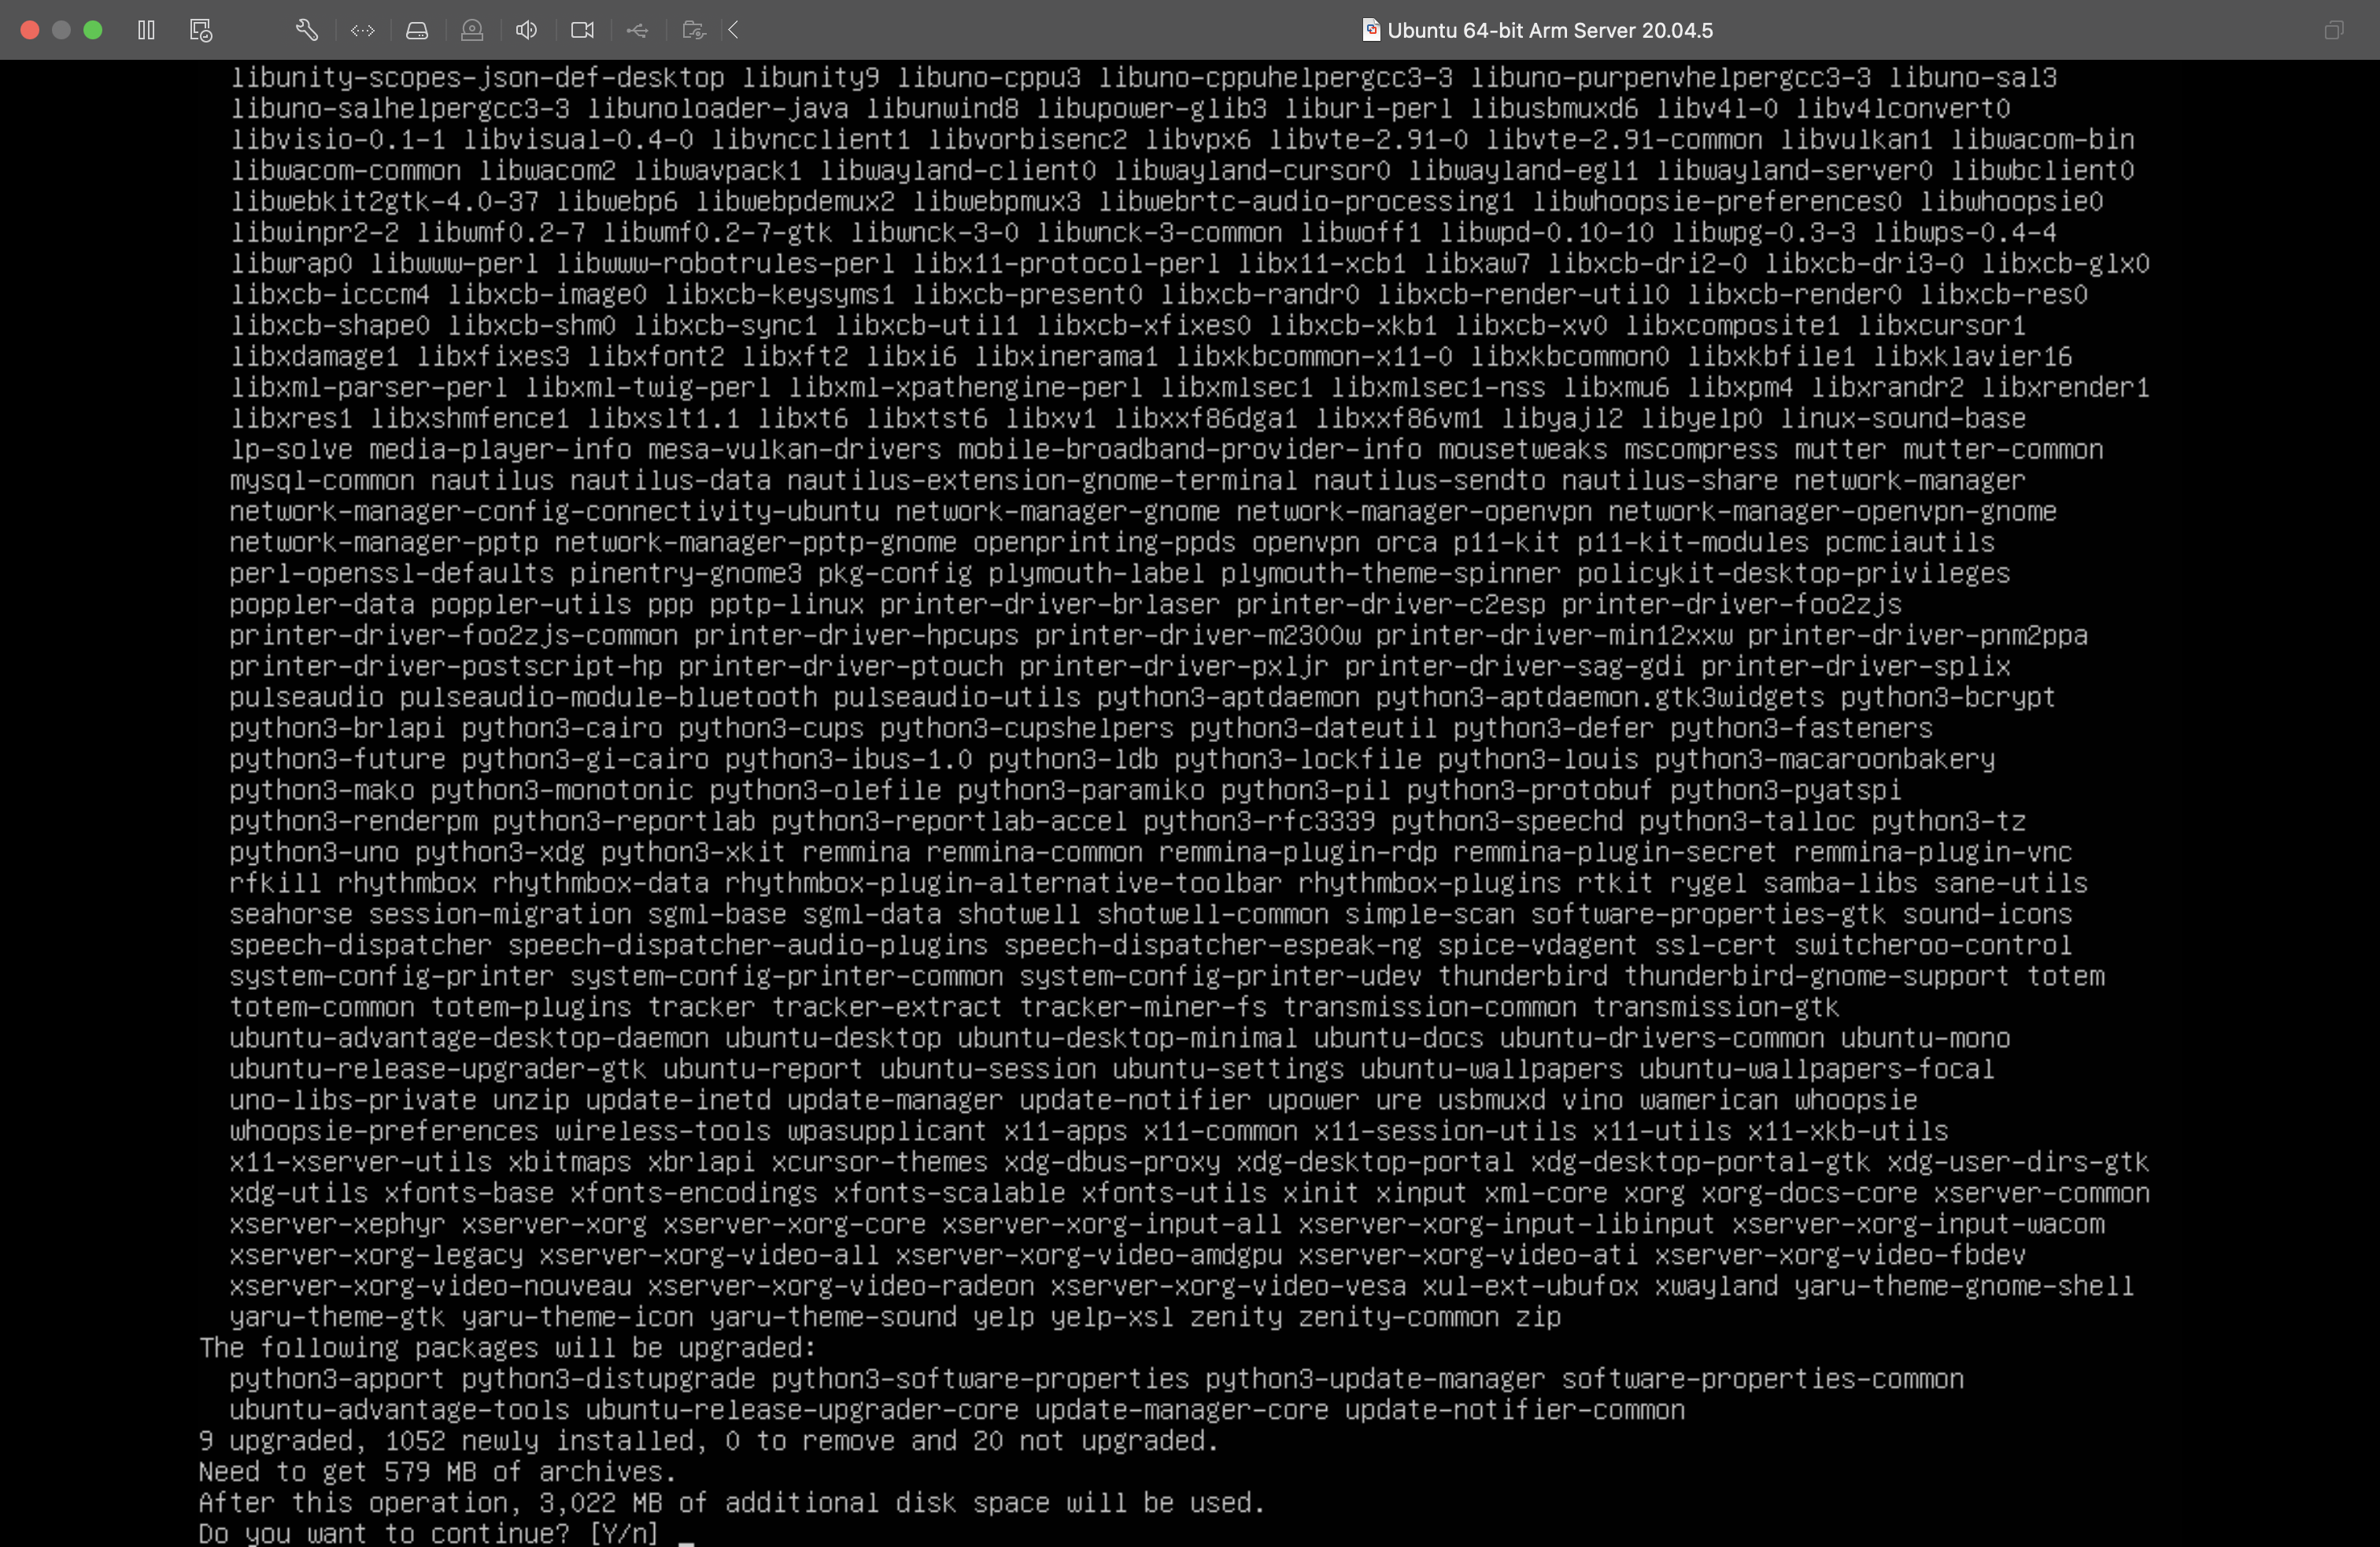 Ubuntu 64-bit Arm Server 20.04.5
libunity-scopes-json-def-desktop libunity9 libuno-cppu3 libuno-cppuhelpergcc3-3 libuno-purpenvhelpergcc3-3 libuno-sal3
libuno-salhelpergcc3-3 libunoloader-java libunwind8 libupower-glib3 liburi-perl libusbmuxd6 libv4l-0 libv4lconvert0
libvisio-0.1-1 libvisual-0.4-0 libvncclient1 libvorbisenc2 libvpx6 libvte-2.91-0 libvte-2.91-common libvulkan1 libwacom-bin
libwacom-common libwacom2 libwavpack1 libwayland-client0 libwayland-cursor0 libwayland-egl1 libwayland-server0 libwbclient0
libwebkit2gtk-4.0-37 libwebp6 libwebpdemux2 libwebpmux3 libwebrtc-audio-processing1 libwhoopsie-preferences0 libwhoopsie0
libwinpr2-2 libwmf0.2-7 libwmf0.2-7-gtk libwnck-3-0 libwnck-3-common libwoff1 libwpd-0.10-10 libwpg-0.3-3 libwps-0.4-4
libwrap0 libwww-perl libwww-robotrules-perl libx11-protocol-perl libx11-xcb1 libxaw7 libxcb-dri2-0 libxcb-dri3-0 libxcb-glx0
libxcb-icccm4 libxcb-image0 libxcb-keysyms1 libxcb-present0 libxcb-randr0 libxcb-render-util0 libxcb-render0 libxcb-res0
libxcb-shape0 libxcb-shm0 libxcb-sync1 libxcb-util1 libxcb-xfixes0 libxcb-xkb1 libxcb-xv0 libxcomposite1 libxcursor1
libxdamage1 libxfixes3 libxfont2 libxft2 libxi6 libxinerama1 libxkbcommon-x11-0 libxkbcommon0 libxkbfile1 libxklavier16
libxml-parser-perl libxml-twig-perl libxml-xpathengine-perl libxmlsec1 libxmlsec1-nss libxmu6 libxpm4 libxrandr2 libxrender1
libxres1 libxshmfence1 libxslt1.1 libxt6 libxtst6 libxv1 libxxf86dga1 libxxf86vm1 libyajl2 libyelp0 linux-sound-base
lp-solve media-player-info mesa-vulkan-drivers mobile-broadband-provider-info mousetweaks mscompress mutter mutter-common
mysql-common nautilus nautilus-data nautilus-extension-gnome-terminal nautilus-sendto nautilus-share network-manager
network-manager-config-connectivity-ubuntu network-manager-gnome network-manager-openvpn network-manager-openvpn-gnome
network-manager-pptp network-manager-pptp-gnome openprinting-ppds openvpn orca p11-kit p11-kit-modules pcmciautils
perl-openssl-defaults pinentry-gnome3 pkg-config plymouth-label plymouth-theme-spinner policykit-desktop-privileges
poppler-data poppler-utils ppp pptp-linux printer-driver-brlaser printer-driver-c2esp printer-driver-foo2zjs
printer-driver-foo2zjs-common printer-driver-hpcups printer-driver-m2300w printer-driver-min12xxw printer-driver-pnm2ppa
printer-driver-postscript-hp printer-driver-ptouch printer-driver-pxljr printer-driver-sag-gdi printer-driver-splix
pulseaudio pulseaudio-module-bluetooth pulseaudio-utils python3-aptdaemon python3-aptdaemon.gtk3widgets python3-bcrypt
python3-brlapi python3-cairo python3-cups python3-cupshelpers python3-dateutil python3-defer python3-fasteners
python3-future python3-gi-cairo python3-ibus-1.0 python3-ldb python3-lockfile python3-louis python3-macaroonbakery
python3-mako python3-monotonic python3-olefile python3-paramiko python3-pil python3-protobuf python3-pyatspi
python3-renderpm python3-reportlab python3-reportlab-accel python3-rfc3339 python3-speechd python3-talloc python3-tz
python3-uno python3-xdg python3-xkit remmina remmina-common remmina-plugin-rdp remmina-plugin-secret remmina-plugin-vnc
rfkill rhythmbox rhythmbox-data rhythmbox-plugin-alternative-toolbar rhythmbox-plugins rtkit rygel samba-libs sane-utils
seahorse session-migration sgml-base sgml-data shotwell shotwell-common simple-scan software-properties-gtk sound-icons
speech-dispatcher speech-dispatcher-audio-plugins speech-dispatcher-espeak-ng spice-vdagent ssl-cert switcheroo-control
system-config-printer system-config-printer-common system-config-printer-udev thunderbird thunderbird-gnome-support totem
totem-common totem-plugins tracker tracker-extract tracker-miner-fs transmission-common transmission-gtk
ubuntu-advantage-desktop-daemon ubuntu-desktop ubuntu-desktop-minimal ubuntu-docs ubuntu-drivers-common ubuntu-mono
ubuntu-release-upgrader-gtk ubuntu-report ubuntu-session ubuntu-settings ubuntu-wallpapers ubuntu-wallpapers-focal
uno-libs-private unzip update-inetd update-manager update-notifier upower ure usbmuxd vino wamerican whoopsie
whoopsie-preferences wireless-tools wpasupplicant x11-apps x11-common x11-session-utils x11-utils x11-xkb-utils
x11-xserver-utils xbitmaps xbrlapi xcursor-themes xdg-dbus-proxy xdg-desktop-portal xdg-desktop-portal-gtk xdg-user-dirs-gtk
xdg-utils xfonts-base xfonts-encodings xfonts-scalable xfonts-utils xinit xinput xml-core xorg xorg-docs-core xserver-common
xserver-xephyr xserver-xorg xserver-xorg-core xserver-xorg-input-all xserver-xorg-input-libinput xserver-xorg-input-wacom
xserver-xorg-legacy xserver-xorg-video-all xserver-xorg-video-amdgpu xserver-xorg-video-ati xserver-xorg-video-fbdev
xserver-xorg-video-nouveau xserver-xorg-video-radeon xserver-xorg-video-vesa xul-ext-ubufox xwayland yaru-theme-gnome-shell
yaru-theme-gtk yaru-theme-icon yaru-theme-sound yelp yelp-xsl zenity zenity-common zip
The following packages will be upgraded:
python3-apport python3-distupgrade python3-software-properties python3-update-manager software-properties-common
ubuntu-advantage-tools ubuntu-release-upgrader-core update-manager-core update-notifier-common
9 upgraded, 1052 newly installed, 0 to remove and 20 not upgraded.
Need to get 579 MB of archives.
After this operation, 3,022 MB of additional disk space will be used.
Do you want to continue? [Y/n] _